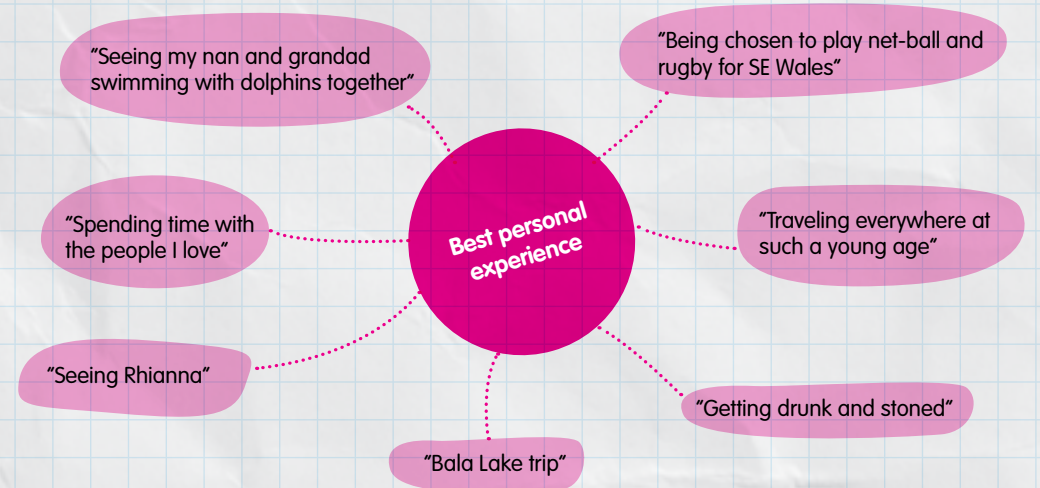 "Seeing my nan and grandad
swimming with dolphins together"
"Being chosen to play net-ball and
rugby for SE Wales"
Best personal
experience
"Spending time with
the people I love"
"Traveling everywhere at
such a young age"
"Seeing Rhianna"
"Getting drunk and stoned"
"Bala Lake trip"